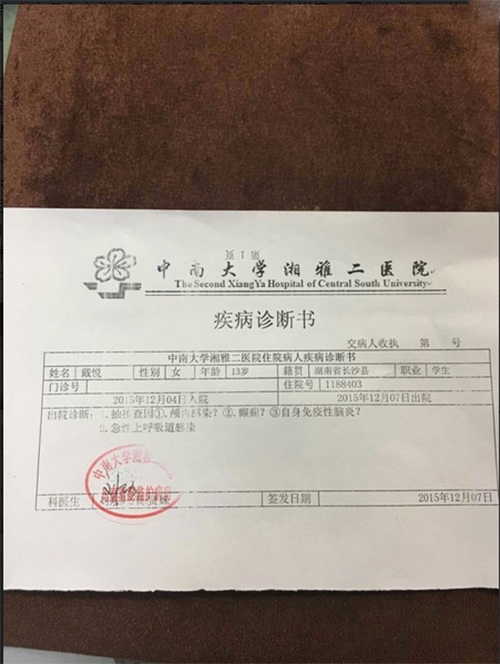 第 1 页
中南大学湘雅二医院
The Second XiangYa Hospital of Central South University
疾病诊断书
交病人收执 第 号
中南大学湘雅二医院住院病人疾病诊断书
姓名 戴悦 性别 女 年龄 13岁 籍贯 湖南省长沙县 职业 学生
门诊号 住院号 1188403
2015年12月04日入院 2015年12月07日出院
出院诊断: 1.抽搐查因①.颅内感染? ②.癫痫? ③自身免疫性脑炎?
2.急性上呼吸道感染
中南大学湘雅
科医生 签发日期 2015年12月07日